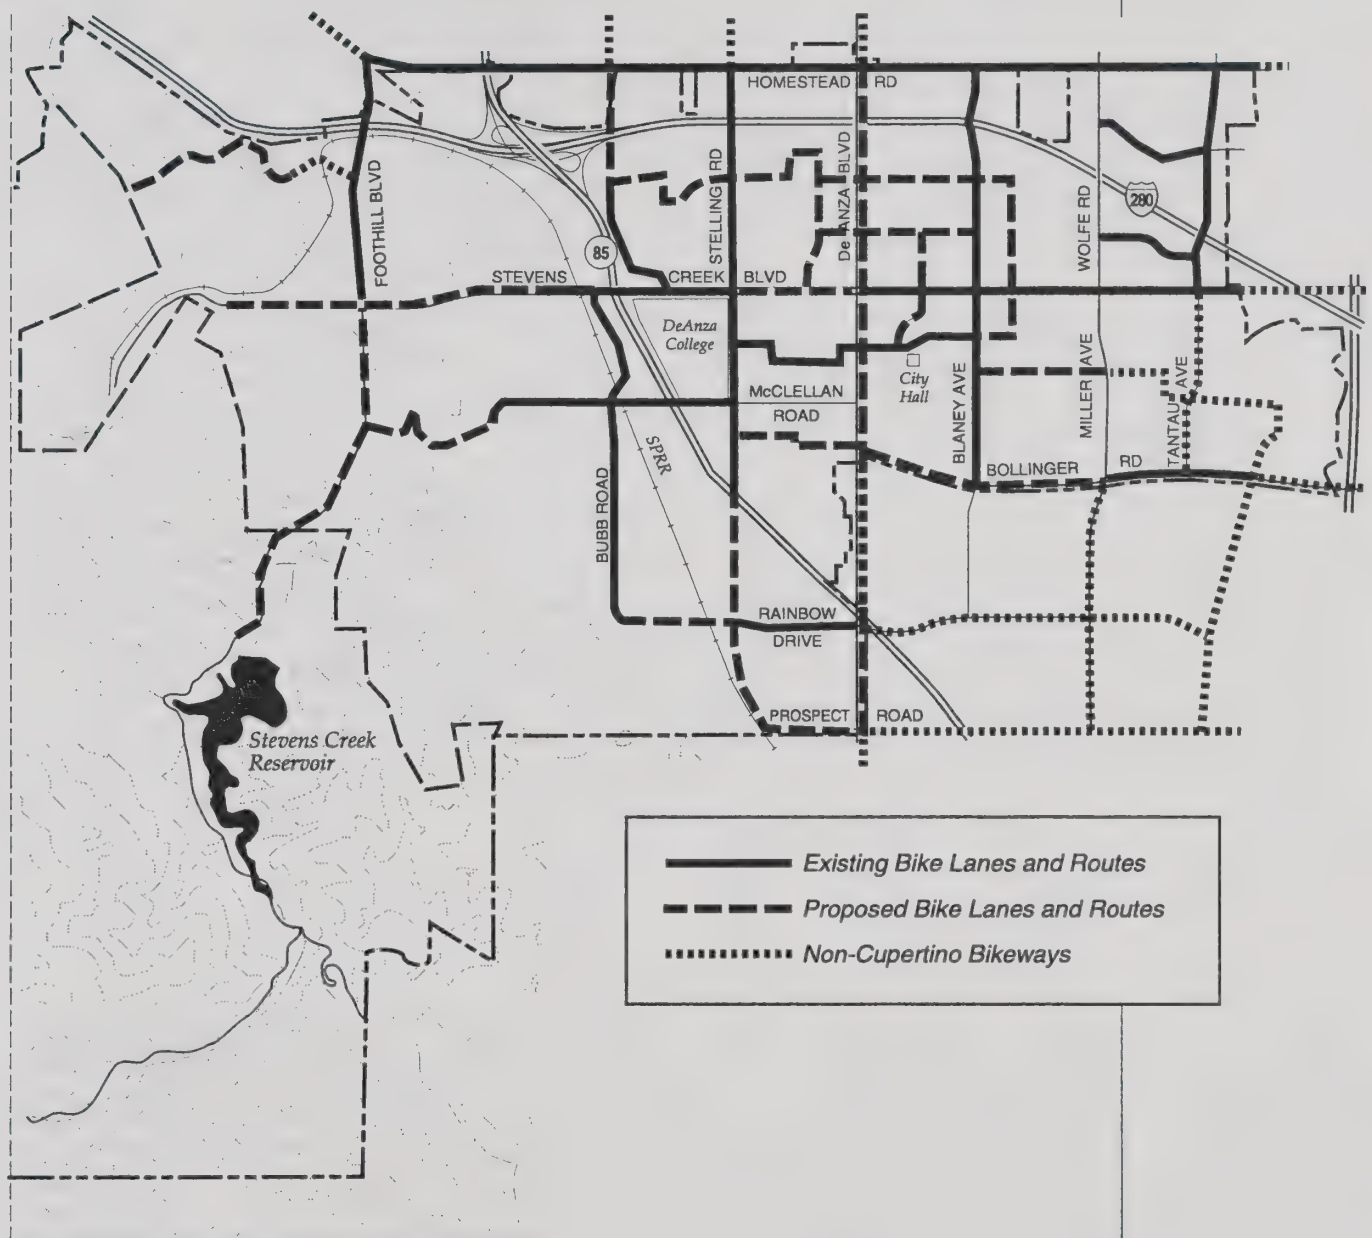 HOMESTEAD RD
FOOTHILL BLVD
STELLING RD
De ANZA BLVD
WOLFE RD
280
85
STEVENS CREEK BLVD
DeAnza
College
City
Hall
McCLELLAN
ROAD
BLANEY AVE
MILLER AVE
TANTAU AVE
BOLLINGER RD
SPRR
BUBB ROAD
RAINBOW
DRIVE
PROSPECT ROAD
Stevens Creek
Reservoir
Existing Bike Lanes and Routes
Proposed Bike Lanes and Routes
Non-Cupertino Bikeways